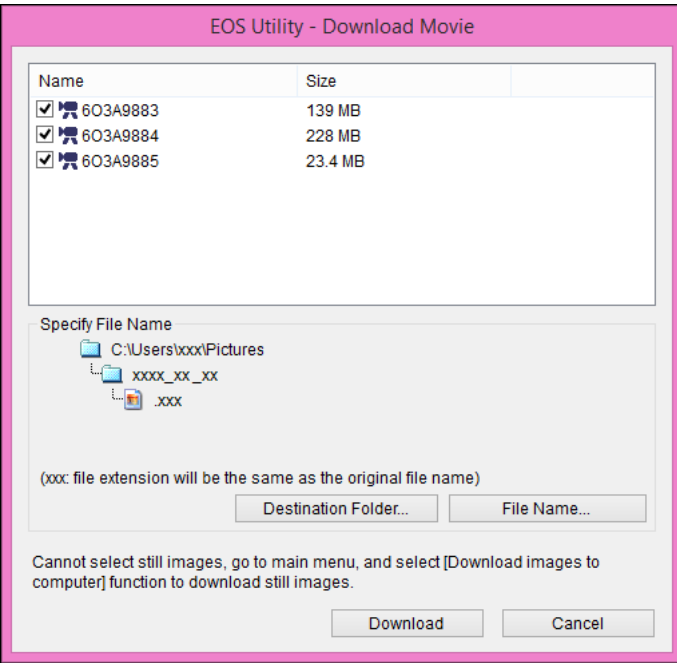 EOS Utility - Download Movie
Name Size
6O3A9883 139 MB
6O3A9884 228 MB
6O3A9885 23.4 MB
Specify File Name
C:\Users\xxx\Pictures
xxxx_xx_xx
.xxx
(xxx: file extension will be the same as the original file name)
Destination Folder... File Name...
Cannot select still images, go to main menu, and select [Download images to
computer] function to download still images.
Download Cancel